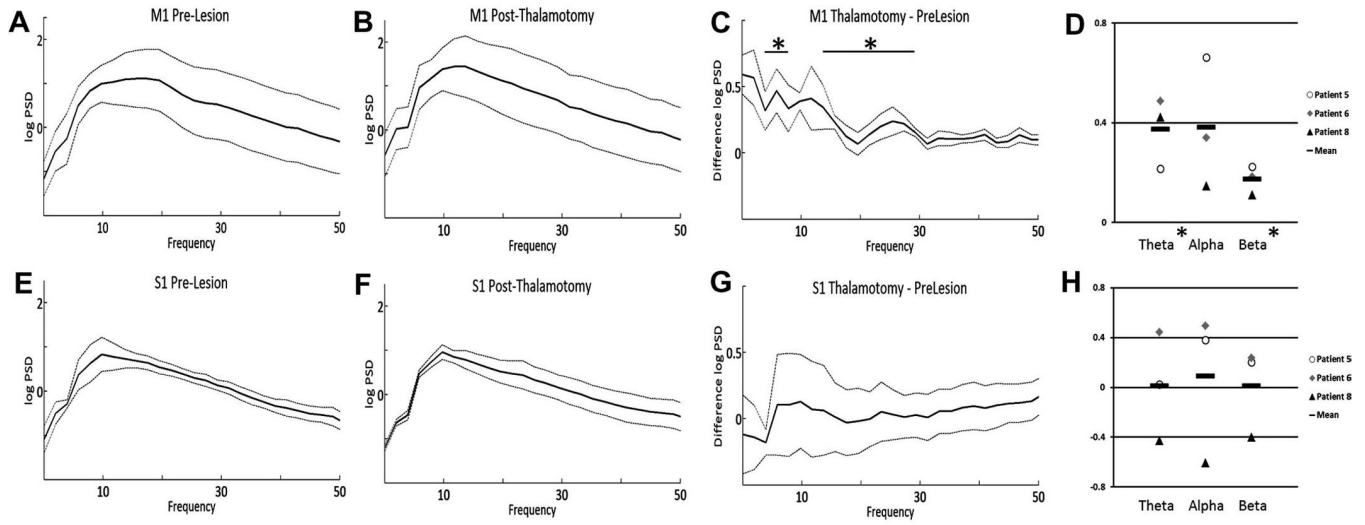 A
M1 Pre-Lesion
log PSD
2
0
10
30
50
Frequency
B
M1 Post-Thalamotomy
log PSD
2
0
10
30
50
Frequency
C
M1 Thalamotomy - PreLesion
Difference log PSD
0.5
0
*
*
10
30
50
Frequency
D
0.8
0.4
0
Theta * Alpha Beta *
Patient 5
Patient 6
Patient 8
Mean
E
S1 Pre-Lesion
log PSD
2
0
10
30
50
Frequency
F
S1 Post-Thalamotomy
log PSD
2
0
10
30
50
Frequency
G
S1 Thalamotomy - PreLesion
Difference log PSD
0.5
0
10
30
50
Frequency
H
0.8
0.4
0
-0.4
-0.8
Theta Alpha Beta
Patient 5
Patient 6
Patient 8
Mean